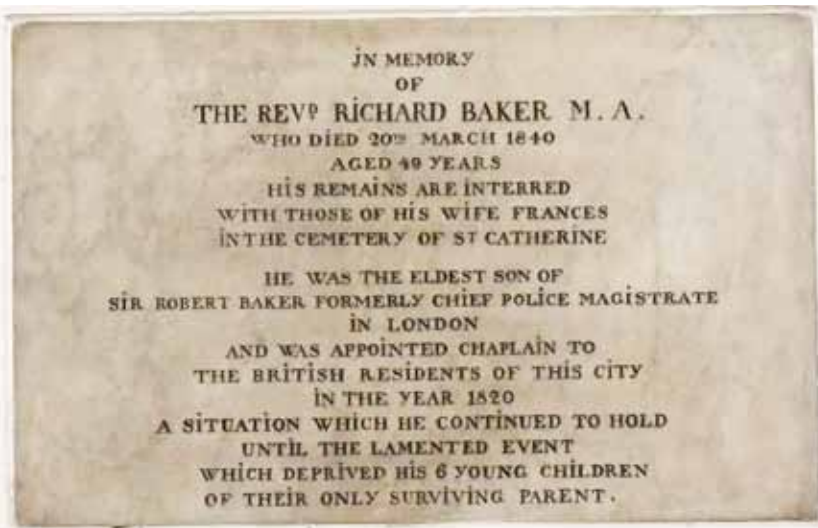 IN MEMORY
OF
THE REVD RICHARD BAKER M.A.
WHO DIED 20TH MARCH 1840
AGED 49 YEARS
HIS REMAINS ARE INTERRED
WITH THOSE OF HIS WIFE FRANCES
IN THE CEMETERY OF ST CATHERINE
HE WAS THE ELDEST SON OF
SIR ROBERT BAKER FORMERLY CHIEF POLICE MAGISTRATE
IN LONDON
AND WAS APPOINTED CHAPLAIN TO
THE BRITISH RESIDENTS OF THIS CITY
IN THE YEAR 1820
A SITUATION WHICH HE CONTINUED TO HOLD
UNTIL THE LAMENTED EVENT
WHICH DEPRIVED HIS 6 YOUNG CHILDREN
OF THEIR ONLY SURVIVING PARENT.